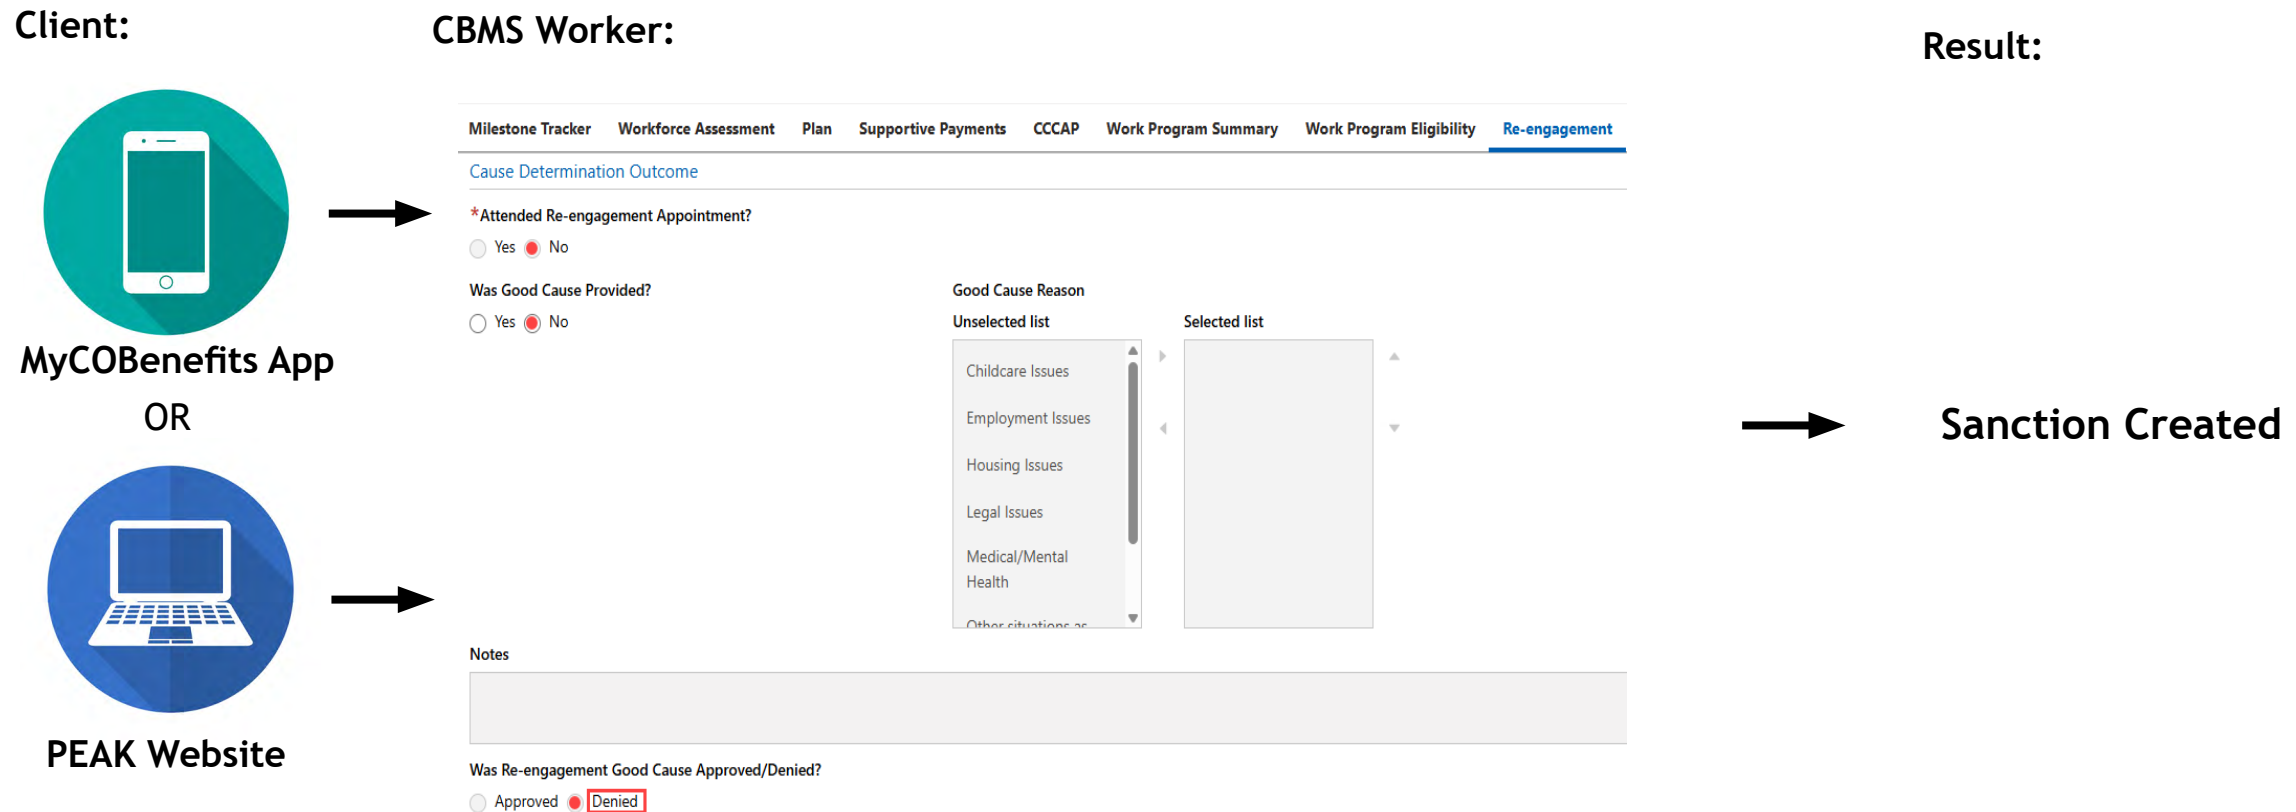 Client:
CBMS Worker:
Result:
MyCOBenefits App
OR
PEAK Website
Milestone Tracker Workforce Assessment Plan Supportive Payments CCCAP Work Program Summary Work Program Eligibility Re-engagement
Cause Determination Outcome
*Attended Re-engagement Appointment?
Yes No
Was Good Cause Provided?
Yes No
Good Cause Reason
Unselected list
Childcare Issues
Employment Issues
Housing Issues
Legal Issues
Medical/Mental
Health
Other situations as
Selected list
Notes
Was Re-engagement Good Cause Approved/Denied?
Approved Denied
Sanction Created